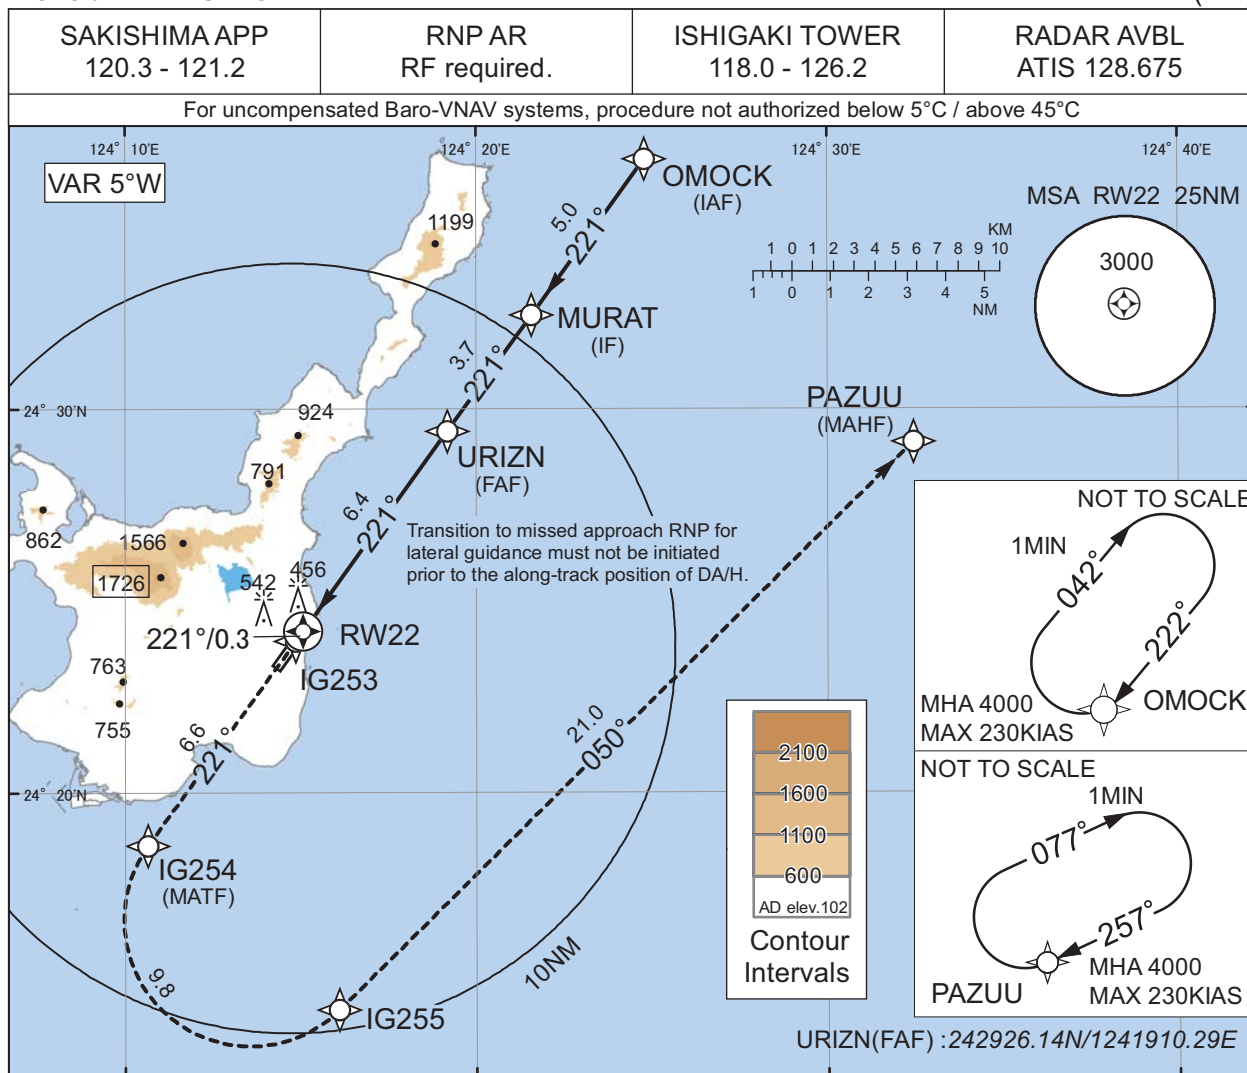 SAKISHIMA APP
120.3 - 121.2
RNP AR
RF required.
ISHIGAKI TOWER
118.0 - 126.2
RADAR AVBL
ATIS 128.675
For uncompensated Baro-VNAV systems, procedure not authorized below 5°C / above 45°C
124° 10'E
124° 20'E
124° 30'E
124° 40'E
VAR 5°W
OMOCK
(IAF)
MSA RW22 25NM
3000
KM
1 0 1 2 3 4 5 6 7 8 9 10
1 0 1 2 3 4 5
NM
1199
5.0
221°
MURAT
(IF)
3.7
221°
24° 30'N
924
PAZUU
(MAHF)
URIZN
(FAF)
791
6.4
221°
862
1566
1726
542
456
Transition to missed approach RNP for
lateral guidance must not be initiated
prior to the along-track position of DA/H.
NOT TO SCALE
1MIN
042°
222°
MHA 4000
MAX 230KIAS
OMOCK
221°/0.3
RW22
IG253
763
755
6.6
221°
21.0
050°
24° 20'N
2100
1600
1100
600
AD elev.102
Contour
Intervals
NOT TO SCALE
1MIN
077°
257°
PAZUU
MHA 4000
MAX 230KIAS
IG254
(MATF)
9.8
10NM
IG255
URIZN(FAF) :242926.14N/1241910.29E